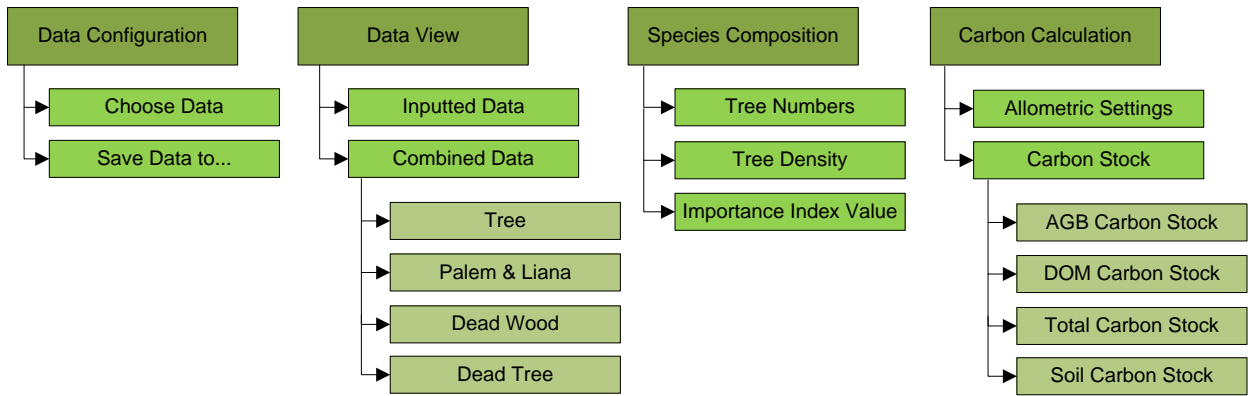 Data Configuration
Choose Data
Save Data to...
Data View
Inputted Data
Combined Data
Tree
Palem & Liana
Dead Wood
Dead Tree
Species Composition
Tree Numbers
Tree Density
Importance Index Value
Carbon Calculation
Allometric Settings
Carbon Stock
AGB Carbon Stock
DOM Carbon Stock
Total Carbon Stock
Soil Carbon Stock